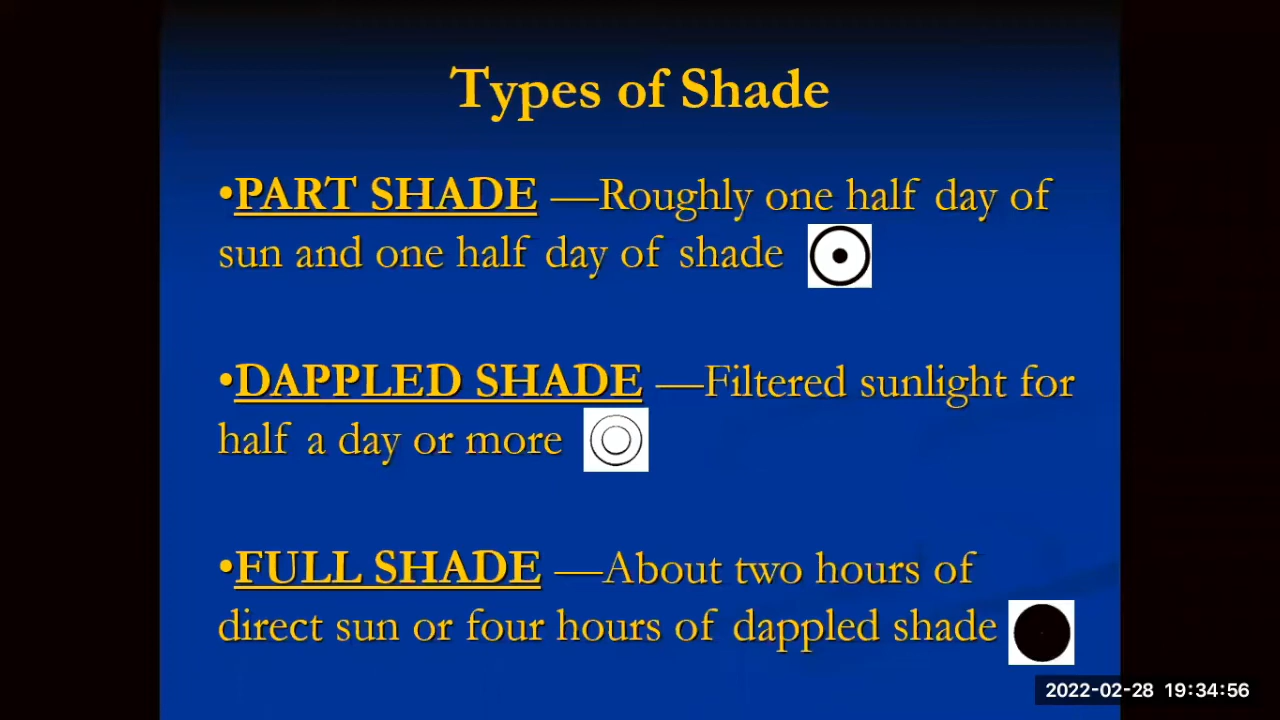 Types of Shade
•PART SHADE —Roughly one half day of
sun and one half day of shade
•DAPPLED SHADE —Filtered sunlight for
half a day or more
•FULL SHADE —About two hours of
direct sun or four hours of dappled shade
2022-02-28 19:34:56